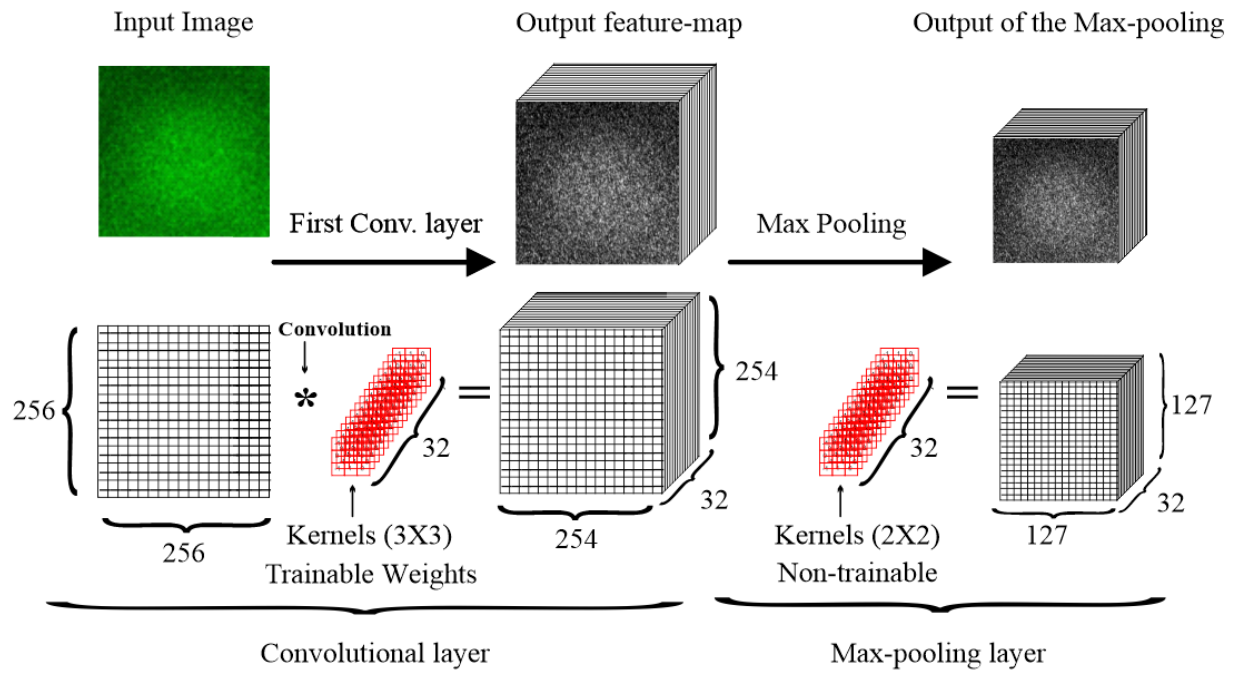 Input Image
Output feature-map
Output of the Max-pooling
First Conv. layer
Max Pooling
Convolution
*
=
=
256
256
32
Kernels (3X3)
Trainable Weights
254
254
32
32
Kernels (2X2)
Non-trainable
127
127
32
Convolutional layer
Max-pooling layer